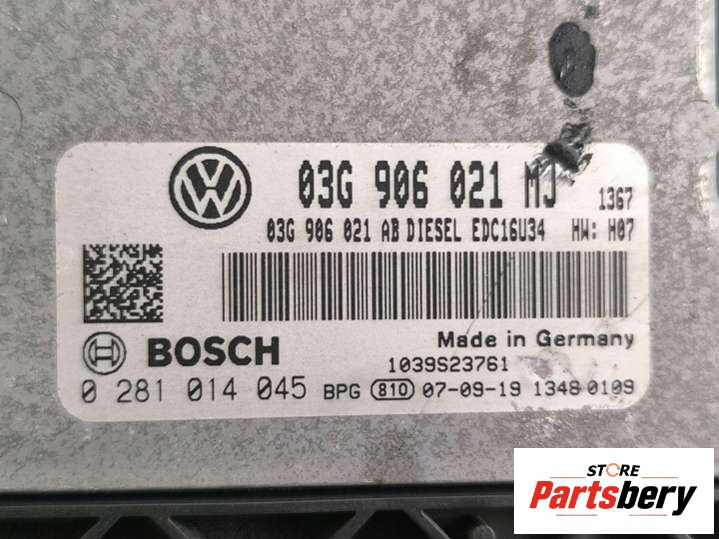 03G 906 021 MJ 1367
03G 906 021 AB DIESEL EDC16U34 HW: H07
Made in Germany
BOSCH 1039S23761
0 281 014 045 BPG 810 07-09-19 1348 0109
STORE
Partsbery